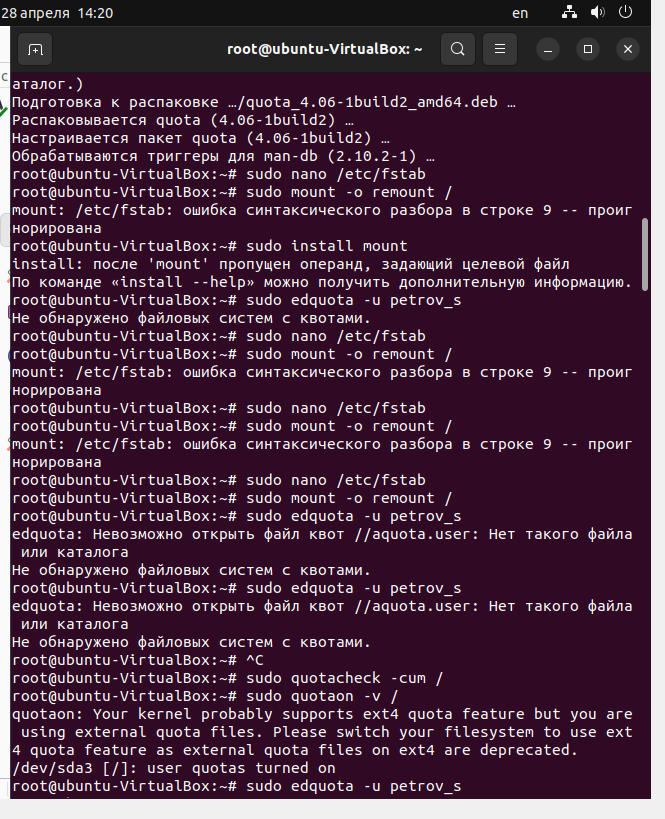 28 апреля 14:20
en
root@ubuntu-VirtualBox: ~
аталог.)
Подготовка к распаковке …/quota_4.06-1build2_amd64.deb …
Распаковывается quota (4.06-1build2) …
Настраивается пакет quota (4.06-1build2) …
Обрабатываются триггеры для man-db (2.10.2-1) …
root@ubuntu-VirtualBox:~# sudo nano /etc/fstab
root@ubuntu-VirtualBox:~# sudo mount -o remount /
mount: /etc/fstab: ошибка синтаксического разбора в строке 9 -- проиг
норирована
root@ubuntu-VirtualBox:~# sudo install mount
install: после 'mount' пропущен операнд, задающий целевой файл
По команде «install --help» можно получить дополнительную информацию.
root@ubuntu-VirtualBox:~# sudo edquota -u petrov_s
Не обнаружено файловых систем с квотами.
root@ubuntu-VirtualBox:~# sudo nano /etc/fstab
root@ubuntu-VirtualBox:~# sudo mount -o remount /
mount: /etc/fstab: ошибка синтаксического разбора в строке 9 -- проиг
норирована
root@ubuntu-VirtualBox:~# sudo nano /etc/fstab
root@ubuntu-VirtualBox:~# sudo mount -o remount /
mount: /etc/fstab: ошибка синтаксического разбора в строке 9 -- проиг
норирована
root@ubuntu-VirtualBox:~# sudo nano /etc/fstab
root@ubuntu-VirtualBox:~# sudo mount -o remount /
root@ubuntu-VirtualBox:~# sudo edquota -u petrov_s
edquota: Невозможно открыть файл квот //aquota.user: Нет такого файла
или каталога
Не обнаружено файловых систем с квотами.
root@ubuntu-VirtualBox:~# sudo edquota -u petrov_s
edquota: Невозможно открыть файл квот //aquota.user: Нет такого файла
или каталога
Не обнаружено файловых систем с квотами.
root@ubuntu-VirtualBox:~# ^C
root@ubuntu-VirtualBox:~# sudo quotacheck -cum /
root@ubuntu-VirtualBox:~# sudo quotaon -v /
quotaon: Your kernel probably supports ext4 quota feature but you are
using external quota files. Please switch your filesystem to use ext
4 quota feature as external quota files on ext4 are deprecated.
/dev/sda3 [/]: user quotas turned on
root@ubuntu-VirtualBox:~# sudo edquota -u petrov_s